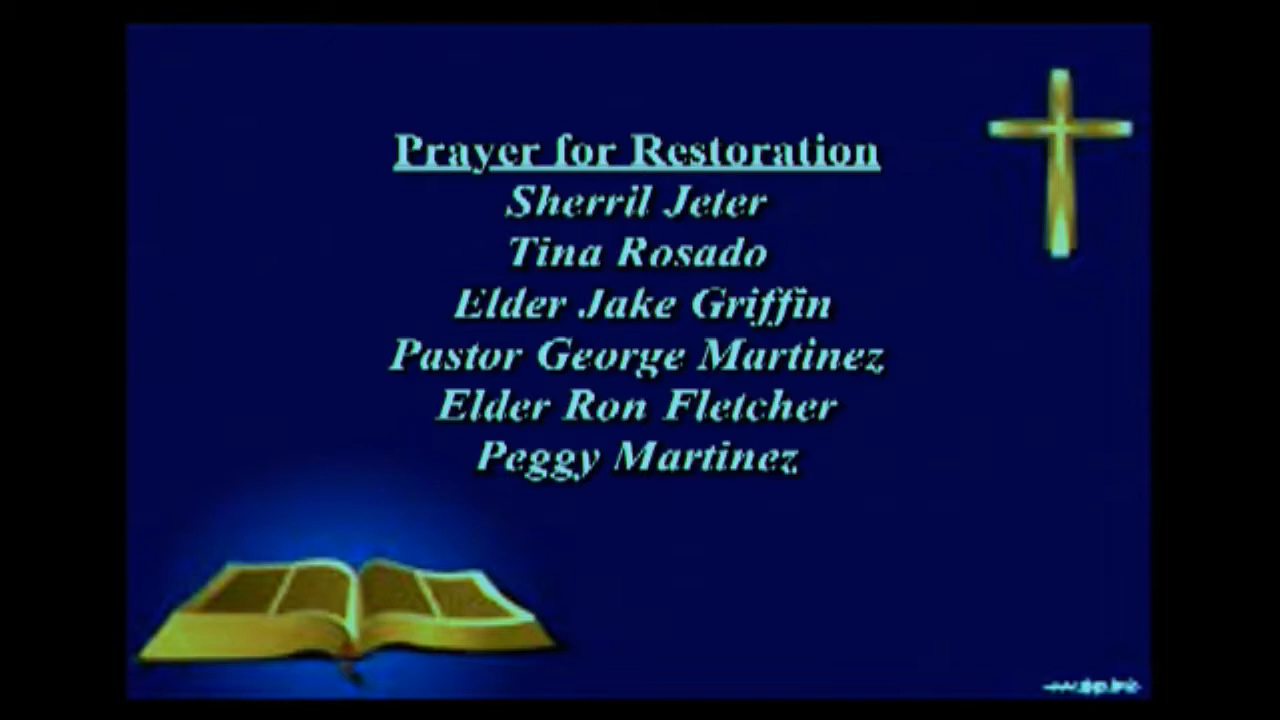 Prayer for Restoration
Sherril Jeter
Tina Rosado
Elder Jake Griffin
Pastor George Martinez
Elder Ron Fletcher
Peggy Martinez